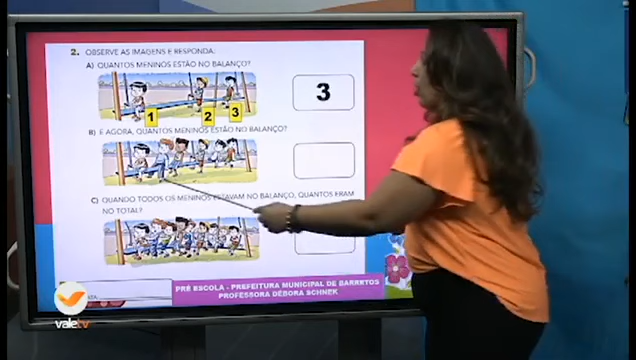 2. OBSERVE AS IMAGENS E RESPONDA:
A) QUANTOS MENINOS ESTÃO NO BALANÇO?
3
1 2 3
B) E AGORA, QUANTOS MENINOS ESTÃO NO BALANÇO?
C) QUANDO TODOS OS MENINOS ESTAVAM NO BALANÇO, QUANTOS ERAM
NO TOTAL?
PRÉ ESCOLA - PREFEITURA MUNICIPAL DE BARRETOS
PROFESSORA DÉBORA SCHNEK
valetv